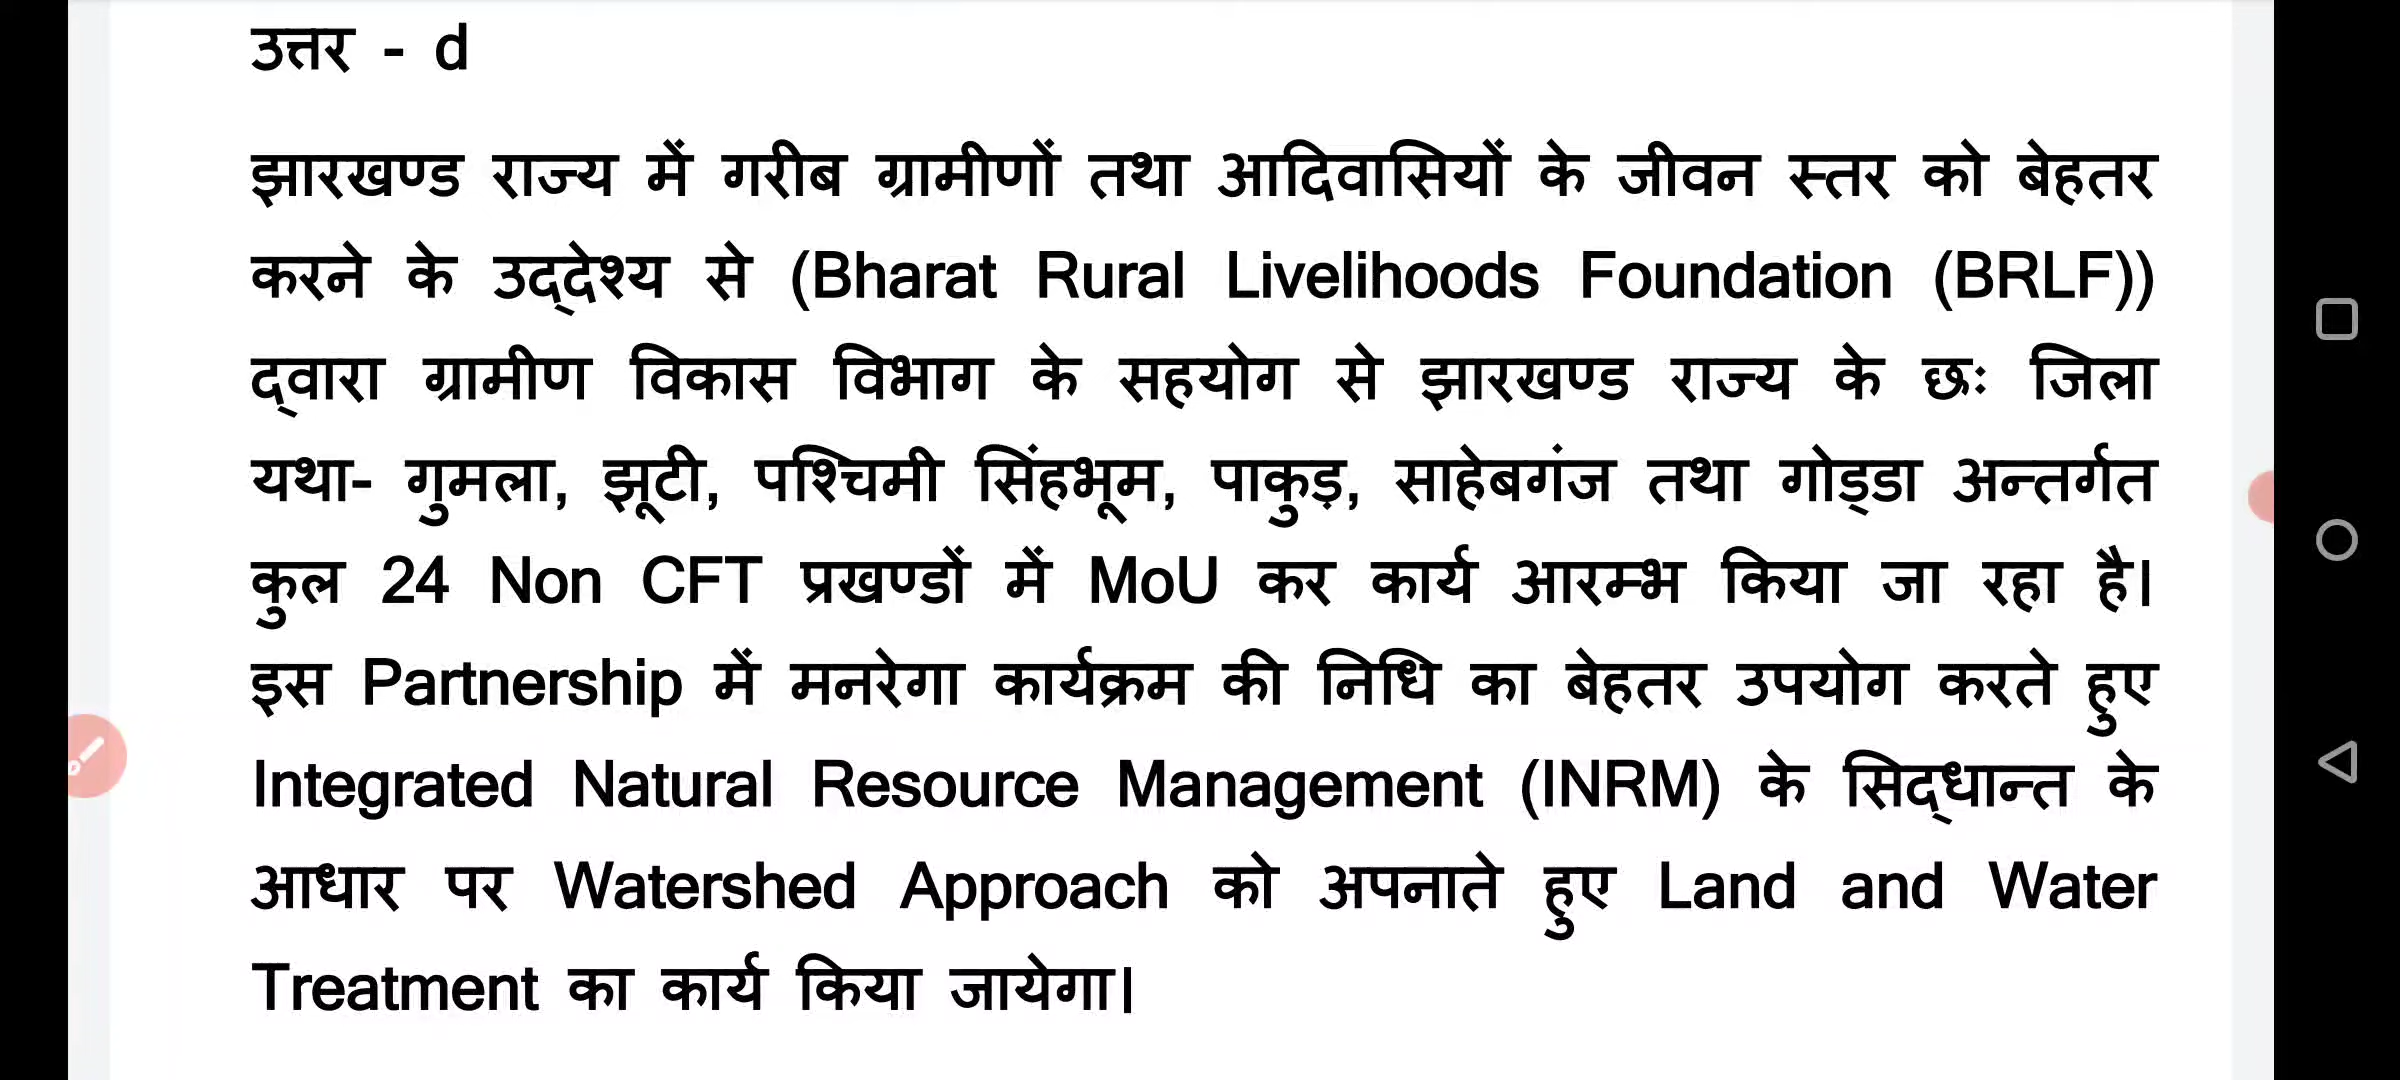 उत्तर - d
झारखण्ड राज्य में गरीब ग्रामीणों तथा आदिवासियों के जीवन स्तर को बेहतर
करने के उद्देश्य से (Bharat Rural Livelihoods Foundation (BRLF))
द्वारा ग्रामीण विकास विभाग के सहयोग से झारखण्ड राज्य के छः जिला
यथा- गुमला, झूटी, पश्चिमी सिंहभूम, पाकुड़, साहेबगंज तथा गोड्डा अन्तर्गत
कुल 24 Non CFT प्रखण्डों में MoU कर कार्य आरम्भ किया जा रहा है।
इस Partnership में मनरेगा कार्यक्रम की निधि का बेहतर उपयोग करते हुए
Integrated Natural Resource Management (INRM) के सिद्धान्त के
आधार पर Watershed Approach को अपनाते हुए Land and Water
Treatment का कार्य किया जायेगा।